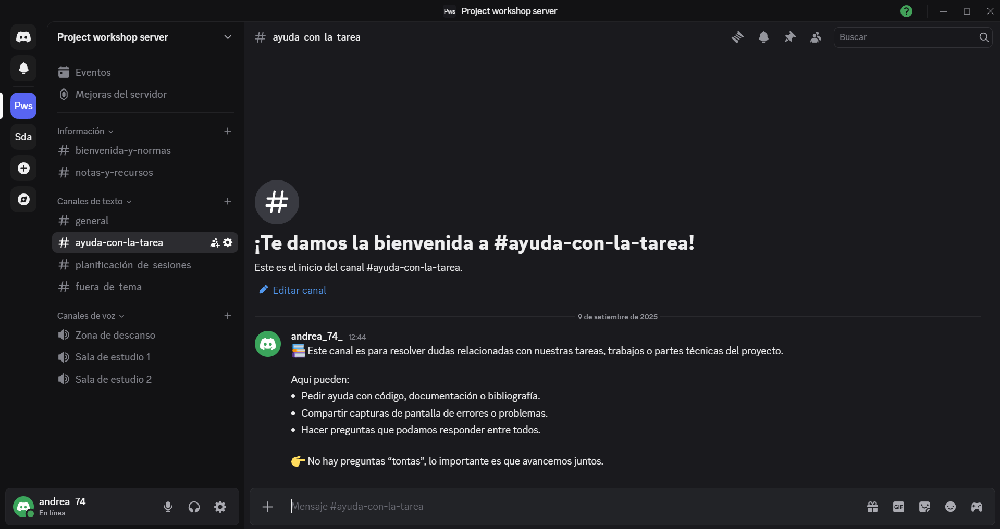 Pws Project workshop server
Project workshop server
# ayuda-con-la-tarea
Buscar
Eventos
Mejoras del servidor
Pws
Sda
Información
# bienvenida-y-normas
# notas-y-recursos
Canales de texto
# general
# ayuda-con-la-tarea
# planificación-de-sesiones
# fuera-de-tema
Canales de voz
Zona de descanso
Sala de estudio 1
Sala de estudio 2
andrea_74_
En línea
#
¡Te damos la bienvenida a #ayuda-con-la-tarea!
Este es el inicio del canal #ayuda-con-la-tarea.
Editar canal
9 de setiembre de 2025
andrea_74_ 12:44
📚 Este canal es para resolver dudas relacionadas con nuestras tareas, trabajos o partes técnicas del proyecto.
Aquí pueden:
• Pedir ayuda con código, documentación o bibliografía.
• Compartir capturas de pantalla de errores o problemas.
• Hacer preguntas que podamos responder entre todos.
👉 No hay preguntas “tontas”, lo importante es que avancemos juntos.
Mensaje #ayuda-con-la-tarea
GIF